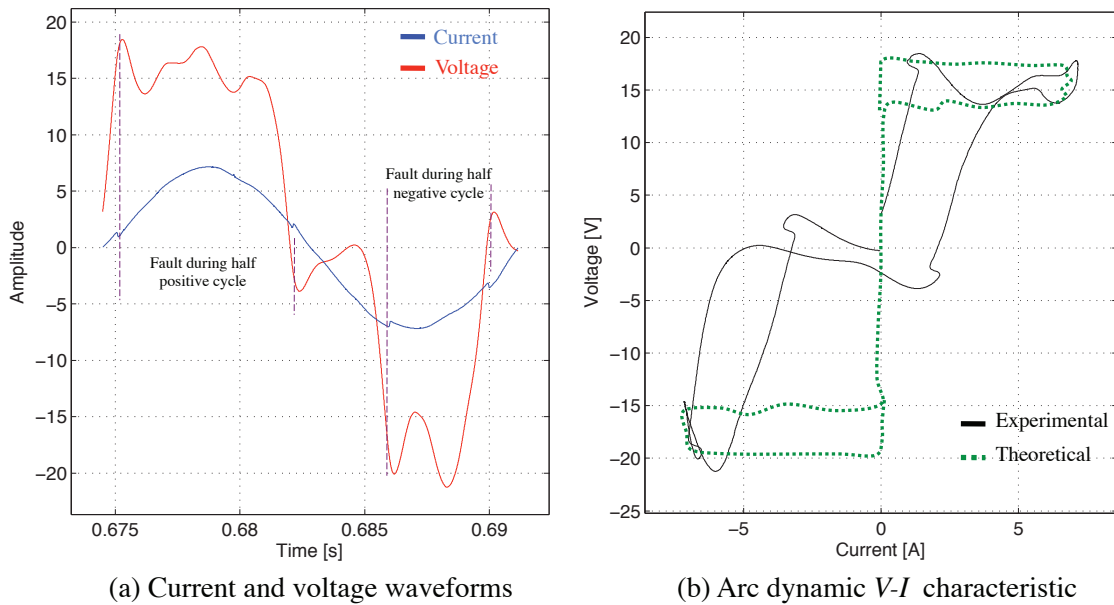 20
15
10
5
0
−5
−10
−15
−20
Amplitude
Current
Voltage
Fault during half
positive cycle
Fault during half
negative cycle
0.675
0.68
0.685
0.69
Time [s]
(a) Current and voltage waveforms
20
15
10
5
0
−5
−10
−15
−20
−25
Voltage [V]
Experimental
Theoretical
−5
0
5
Current [A]
(b) Arc dynamic V-I characteristic